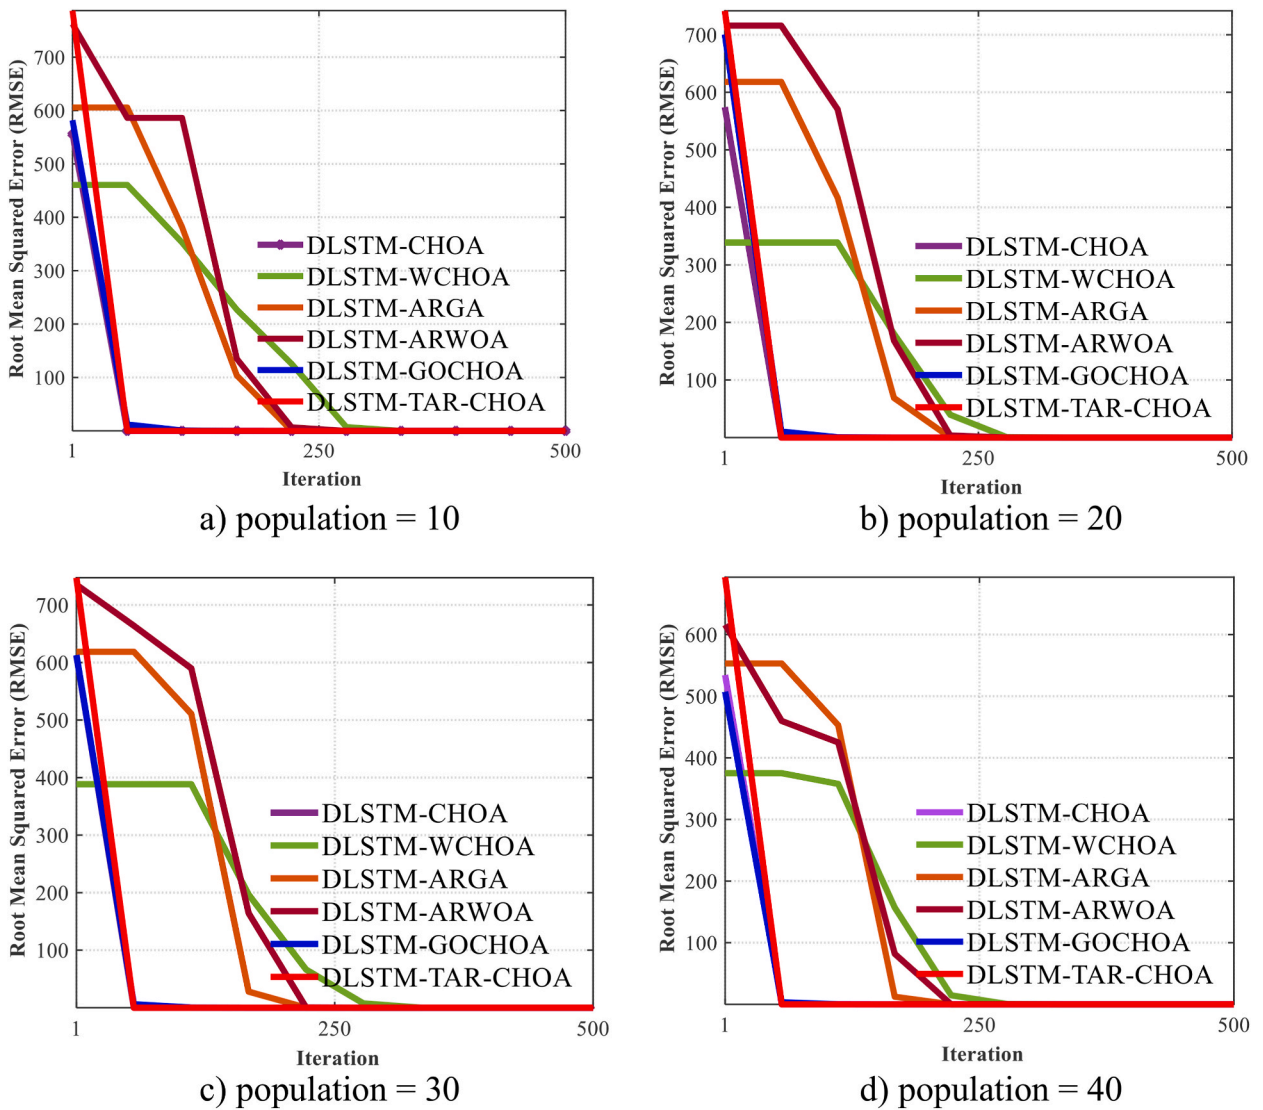 Root Mean Squared Error (RMSE)
700
600
500
400
300
200
100
DLSTM-CHOA
DLSTM-WCHOA
DLSTM-ARGA
DLSTM-ARWOA
DLSTM-GOCHOA
DLSTM-TAR-CHOA
1
250
500
Iteration
a) population = 10
Root Mean Squared Error (RMSE)
700
600
500
400
300
200
100
DLSTM-CHOA
DLSTM-WCHOA
DLSTM-ARGA
DLSTM-ARWOA
DLSTM-GOCHOA
DLSTM-TAR-CHOA
1
250
500
Iteration
b) population = 20
Root Mean Squared Error (RMSE)
700
600
500
400
300
200
100
DLSTM-CHOA
DLSTM-WCHOA
DLSTM-ARGA
DLSTM-ARWOA
DLSTM-GOCHOA
DLSTM-TAR-CHOA
1
250
500
Iteration
c) population = 30
Root Mean Squared Error (RMSE)
600
500
400
300
200
100
DLSTM-CHOA
DLSTM-WCHOA
DLSTM-ARGA
DLSTM-ARWOA
DLSTM-GOCHOA
DLSTM-TAR-CHOA
1
250
500
Iteration
d) population = 40